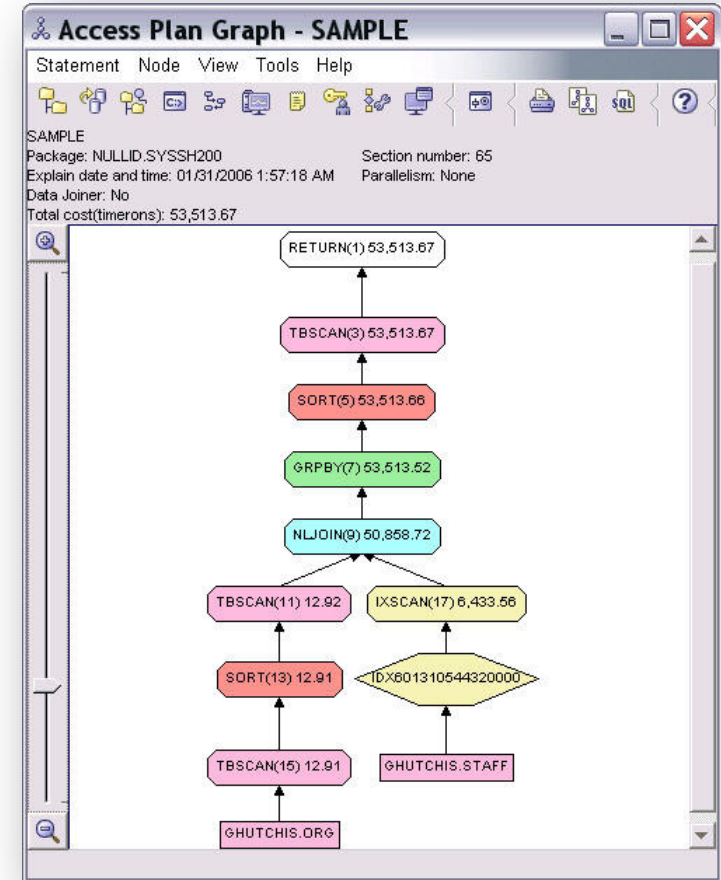 Access Plan Graph - SAMPLE
Statement Node View Tools Help
SAMPLE
Package: NULLID.SYSSH200 Section number: 65
Explain date and time: 01/31/2006 1:57:18 AM Parallelism: None
Data Joiner: No
Total cost(timerons): 53,513.67
RETURN(1) 53,513.67
TBSCAN(3) 53,513.67
SORT(5) 53,513.66
GRPBY(7) 53,513.52
NLJOIN(9) 50,858.72
TBSCAN(11) 12.92 IXSCAN(17) 6,433.56
SORT(13) 12.91 IDX601310544320000
TBSCAN(15) 12.91 GHUTCHIS.STAFF
GHUTCHIS.ORG